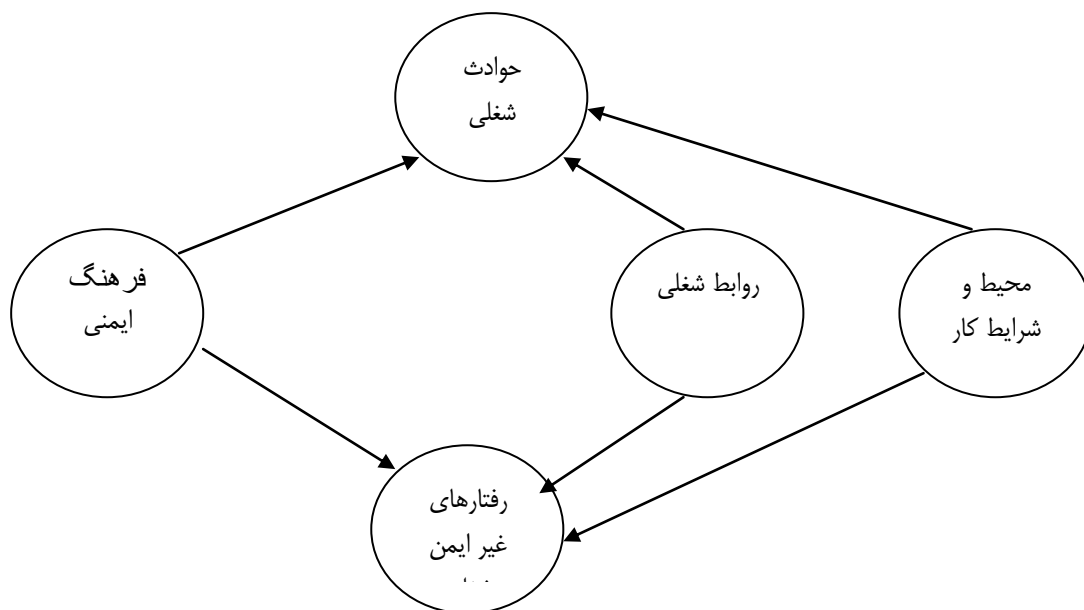 حوادث
شغلی
فرهنگ
ایمنی
روابط شغلی
محیط و
شرایط کار
رفتارهای
غیر ایمن